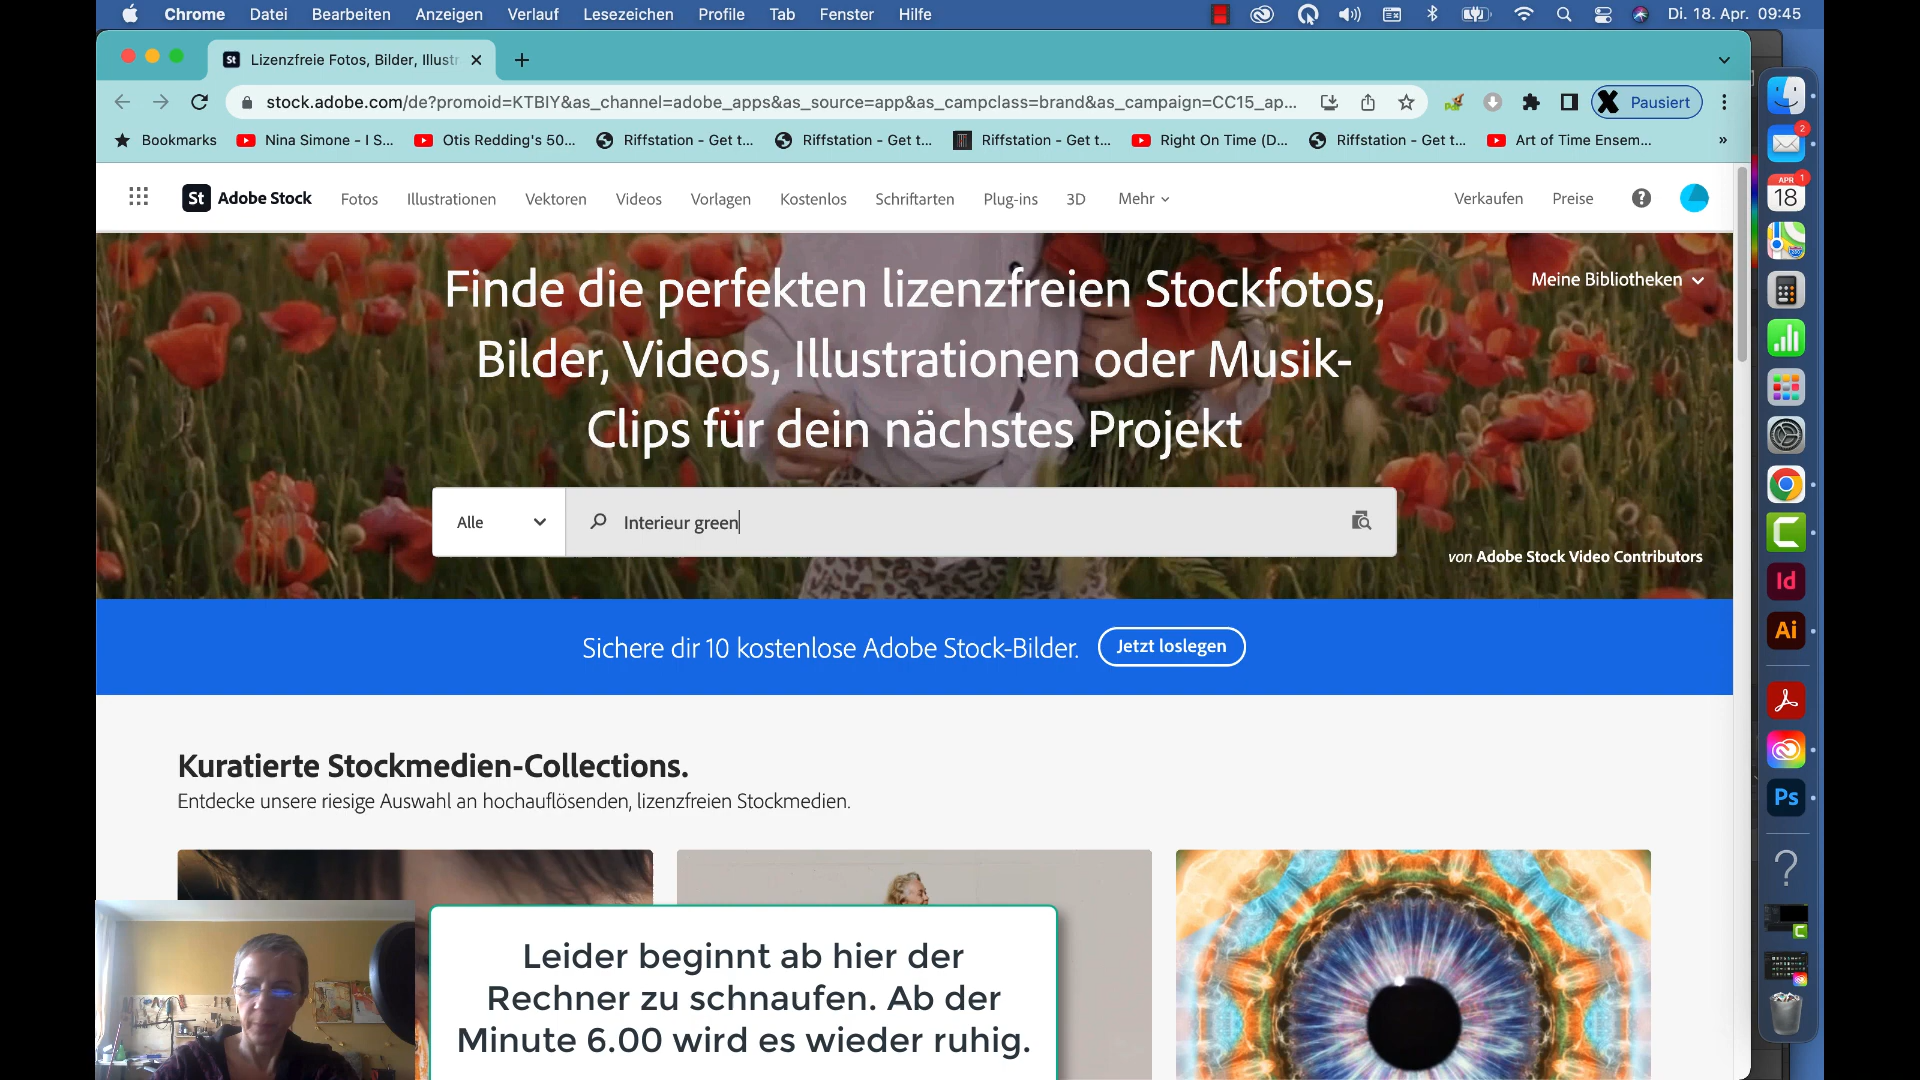 Chrome Datei Bearbeiten Anzeigen Verlauf Lesezeichen Profile Tab Fenster Hilfe Di. 18. Apr. 09:45
St Lizenzfreie Fotos, Bilder, Illustr
stock.adobe.com/de?promoid=KTBIY&as_channel=adobe_apps&as_source=app&as_campclass=brand&as_campaign=CC15_ap... Pausiert
Bookmarks Nina Simone - I S... Otis Redding's 50... Riffstation - Get t... Riffstation - Get t... Riffstation - Get t... Right On Time (D... Riffstation - Get t... Art of Time Ensem... »
St Adobe Stock Fotos Illustrationen Vektoren Videos Vorlagen Kostenlos Schriftarten Plug-ins 3D Mehr Verkaufen Preise
Meine Bibliotheken
Finde die perfekten lizenzfreien Stockfotos,
Bilder, Videos, Illustrationen oder Musik-
Clips für dein nächstes Projekt
Alle Interieur green
von Adobe Stock Video Contributors
Sichere dir 10 kostenlose Adobe Stock-Bilder. Jetzt loslegen
Kuratierte Stockmedien-Collections.
Entdecke unsere riesige Auswahl an hochauflösenden, lizenzfreien Stockmedien.
Leider beginnt ab hier der
Rechner zu schnaufen. Ab der
Minute 6.00 wird es wieder ruhig.
2
APR 1
18
Id
Ai
Ps